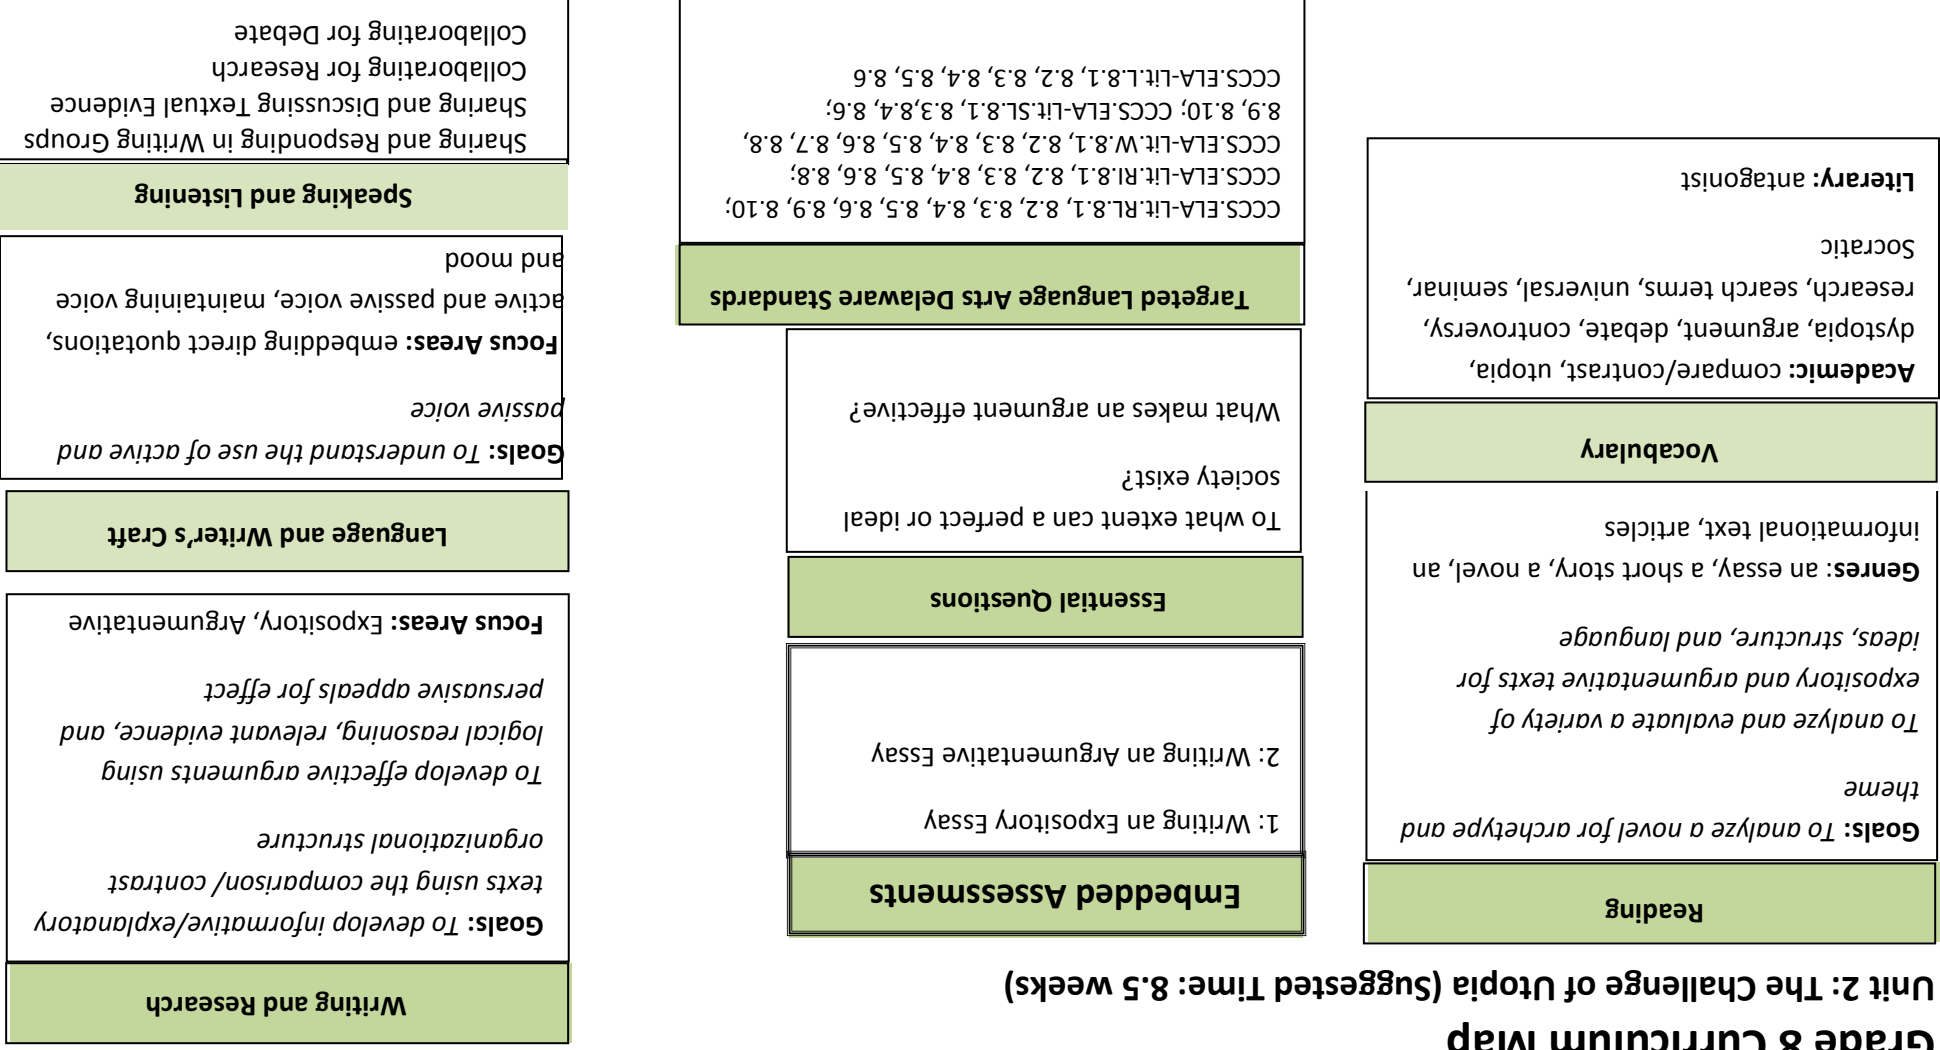 Grade 8 Curriculum Map
Unit 2: The Challenge of Utopia (Suggested Time: 8.5 weeks)
Reading
Goals: To analyze a novel for archetype and
theme
To analyze and evaluate a variety of
expository and argumentative texts for
ideas, structure, and language
Genres: an essay, a short story, a novel, an
informational text, articles
Vocabulary
Academic: compare/contrast, utopia,
dystopia, argument, debate, controversy,
research, search terms, universal, seminar,
Socratic
Literary: antagonist
Embedded Assessments
1: Writing an Expository Essay
2: Writing an Argumentative Essay
Essential Questions
To what extent can a perfect or ideal
society exist?
What makes an argument effective?
Targeted Language Arts Delaware Standards
CCCS.ELA-Lit.RL.8.1, 8.2, 8.3, 8.4, 8.5, 8.6, 8.9, 8.10;
CCCS.ELA-Lit.RI.8.1, 8.2, 8.3, 8.4, 8.5, 8.6, 8.8;
CCCS.ELA-Lit.W.8.1, 8.2, 8.3, 8.4, 8.5, 8.6, 8.7, 8.8,
8.9, 8.10; CCCS.ELA-Lit.SL.8.1, 8.3,8.4, 8.6;
CCCS.ELA-Lit.L.8.1, 8.2, 8.3, 8.4, 8.5, 8.6
Writing and Research
Goals: To develop informative/explanatory
texts using the comparison/ contrast
organizational structure
To develop effective arguments using
logical reasoning, relevant evidence, and
persuasive appeals for effect
Focus Areas: Expository, Argumentative
Language and Writer’s Craft
Goals: To understand the use of active and
passive voice
Focus Areas: embedding direct quotations,
active and passive voice, maintaining voice
and mood
Speaking and Listening
Sharing and Responding in Writing Groups
Sharing and Discussing Textual Evidence
Collaborating for Research
Collaborating for Debate